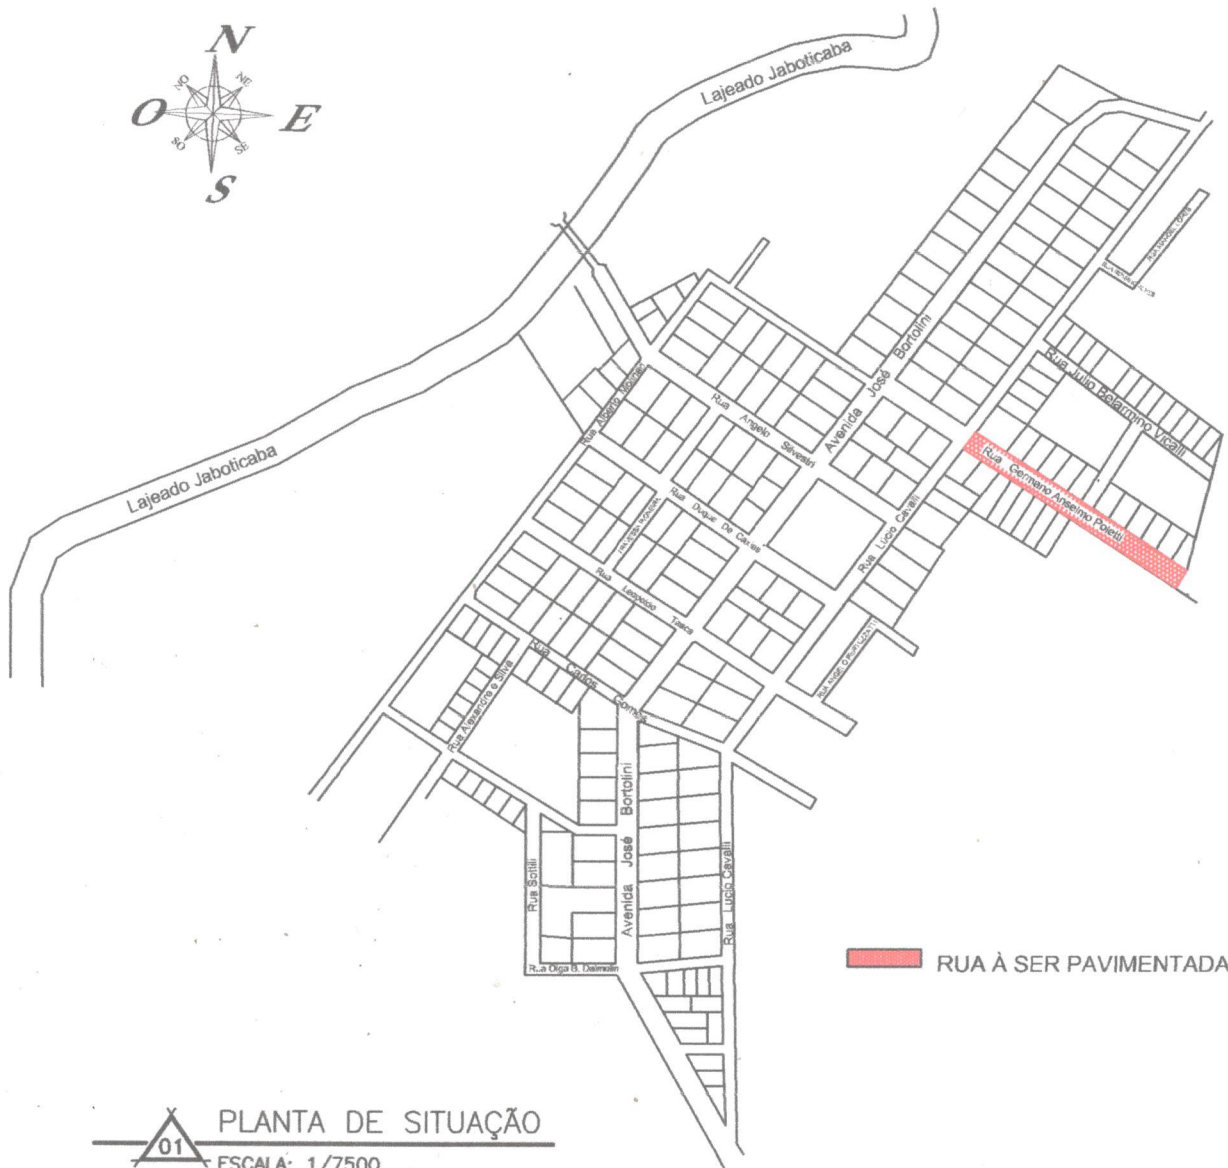 N
NO
NE
O
E
SO
SE
S
Lajeado Jaboticaba
Lajeado Jaboticaba
Avenida José Bortolini
Rua Julio Belarmino Vicalli
Rua Germano Anselmo Poletti
Rua Angelo Silvestri
Rua Duque De Caxias
Rua Lúcio Cavalli
Rua Leopoldo Tasca
Rua Carlos Gomes
Rua Alexandre e Silva
Avenida José Bortolini
Rua Sottili
Rua Lucio Cavalli
Rua Olga B. Dalmolin
RUA À SER PAVIMENTADA
01
PLANTA DE SITUAÇÃO
ESCALA: 1/7500